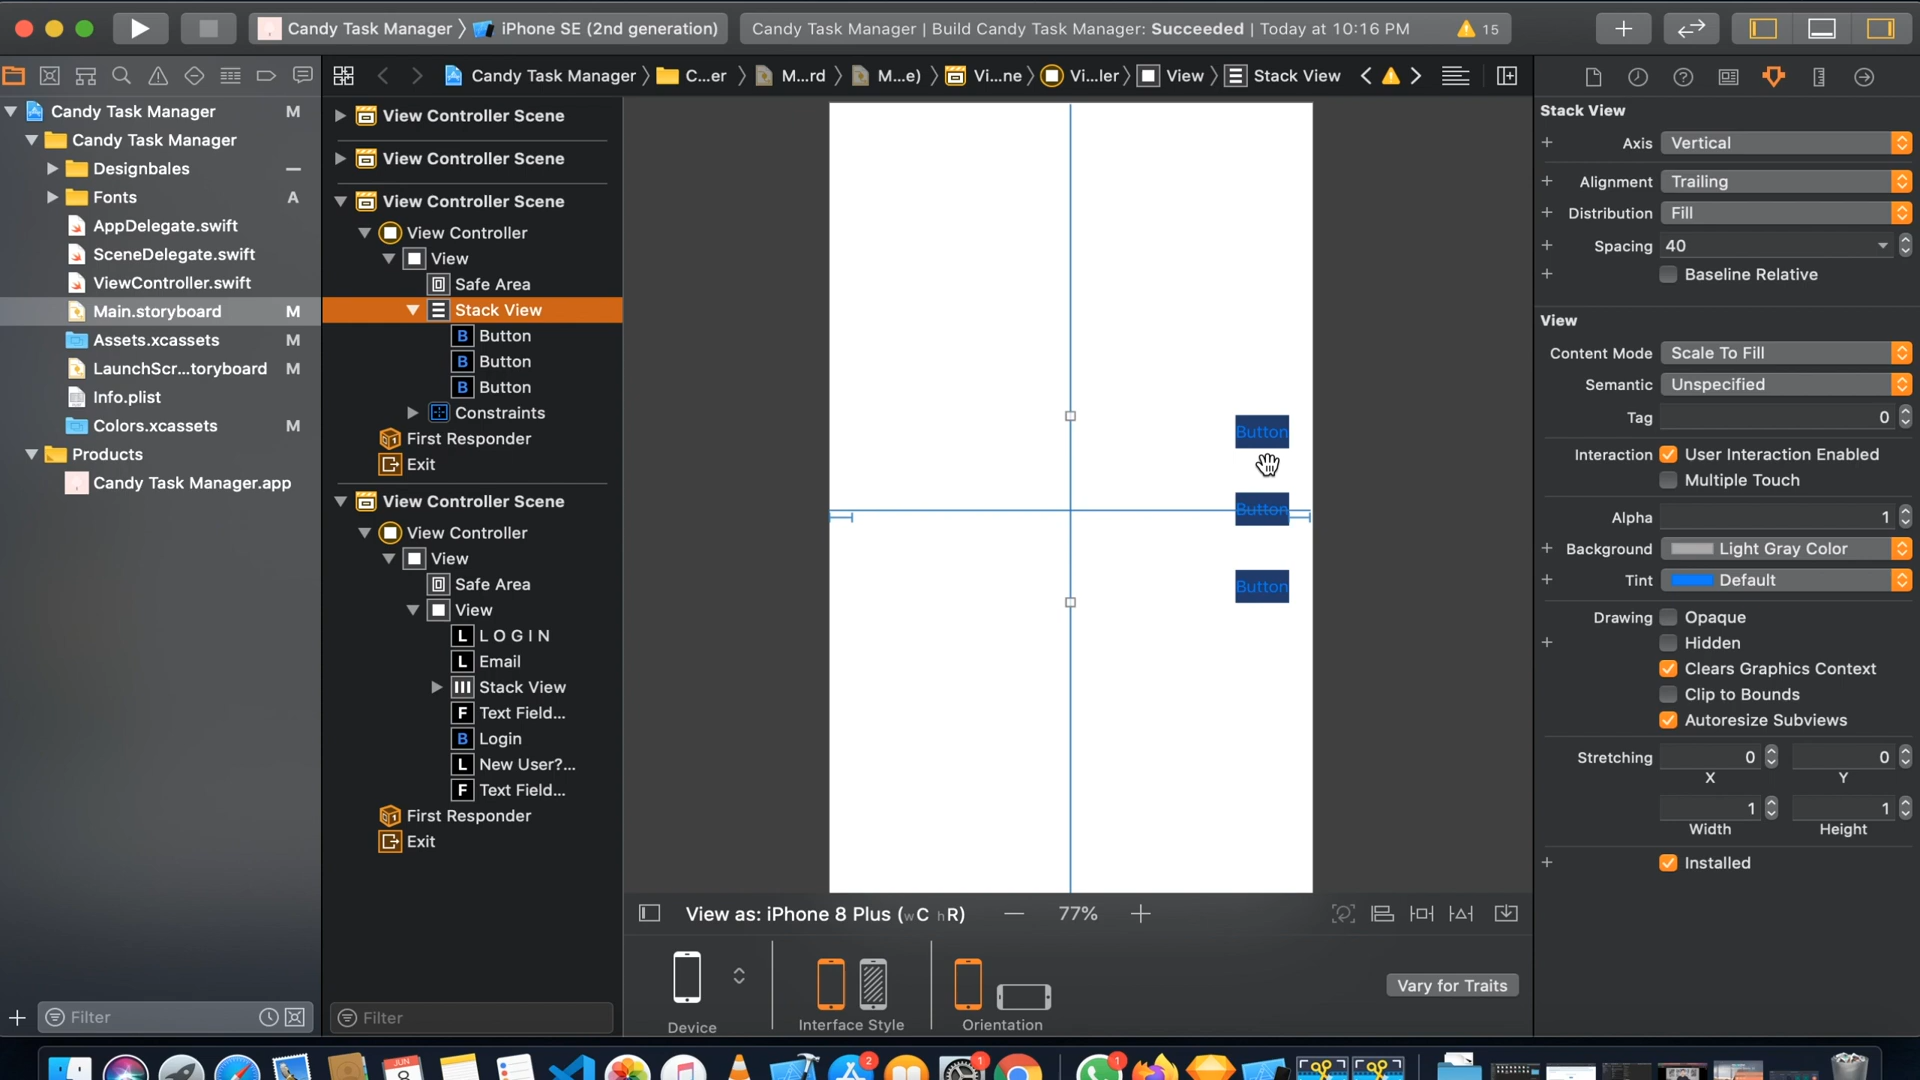 Candy Task Manager
iPhone SE (2nd generation)
Candy Task Manager | Build Candy Task Manager: Succeeded | Today at 10:16 PM
15
Candy Task Manager
C...er
M...rd
M...e)
Vi...ne
Vi...ler
View
Stack View
Candy Task Manager M
Candy Task Manager
Designbales
Fonts A
AppDelegate.swift
SceneDelegate.swift
ViewController.swift
Main.storyboard M
Assets.xcassets M
LaunchScr...toryboard M
Info.plist
Colors.xcassets M
Products
Candy Task Manager.app
Filter
View Controller Scene
View Controller Scene
View Controller Scene
View Controller
View
Safe Area
Stack View
B Button
B Button
B Button
Constraints
First Responder
Exit
View Controller Scene
View Controller
View
Safe Area
View
L L O G I N
L Email
Stack View
F Text Field...
B Login
L New User?...
F Text Field...
First Responder
Exit
Filter
Button
Button
Button
View as: iPhone 8 Plus (wC hR)
77%
Device
Interface Style
Orientation
Vary for Traits
Stack View
Axis Vertical
Alignment Trailing
Distribution Fill
Spacing 40
Baseline Relative
View
Content Mode Scale To Fill
Semantic Unspecified
Tag 0
Interaction User Interaction Enabled
Multiple Touch
Alpha 1
Background Light Gray Color
Tint Default
Drawing Opaque
Hidden
Clears Graphics Context
Clip to Bounds
Autoresize Subviews
Stretching 0 0
X Y
1 1
Width Height
Installed
JUN
8
2
1
1